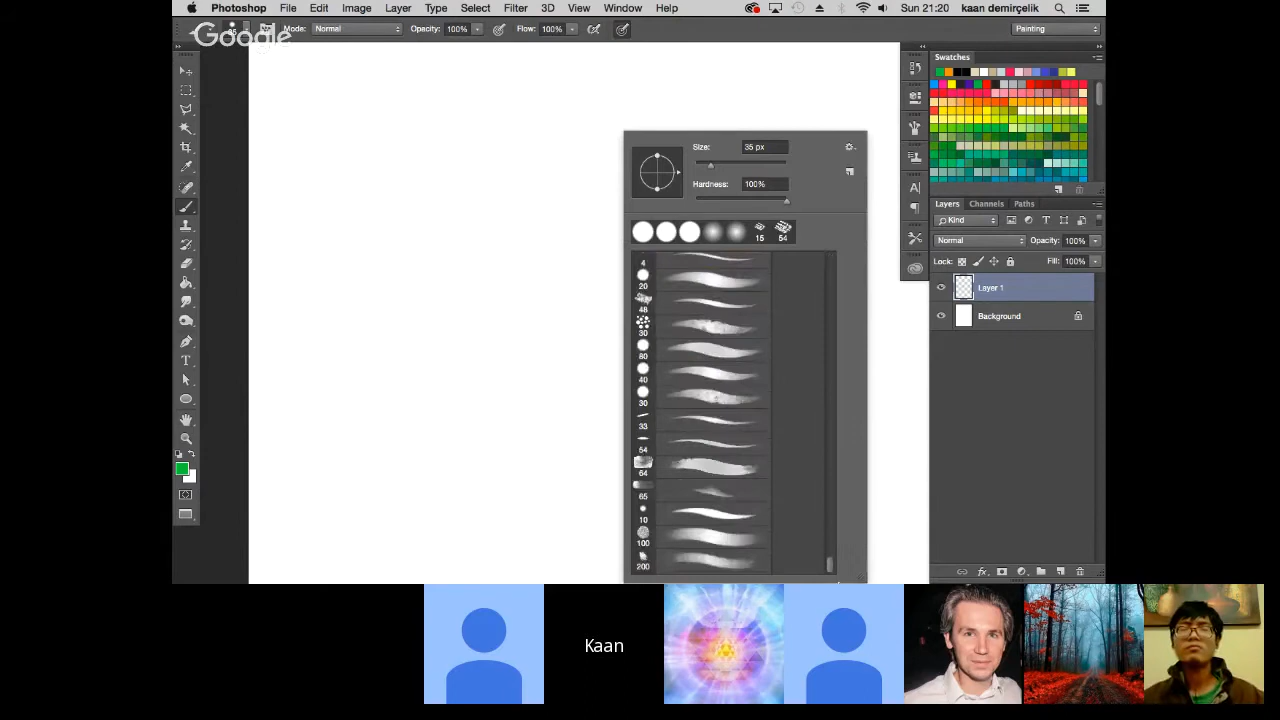 Photoshop File Edit Image Layer Type Select Filter 3D View Window Help Sun 21:20 kaan demirçelik
Google
Mode: Normal Opacity: 100% Flow: 100% Painting
Swatches
Size: 35 px
Hardness: 100%
15 54
4
20
48
30
80
40
30
33
54
64
65
10
100
200
Layers Channels Paths
Kind
Normal Opacity: 100%
Lock: Fill: 100%
Layer 1
Background
Kaan